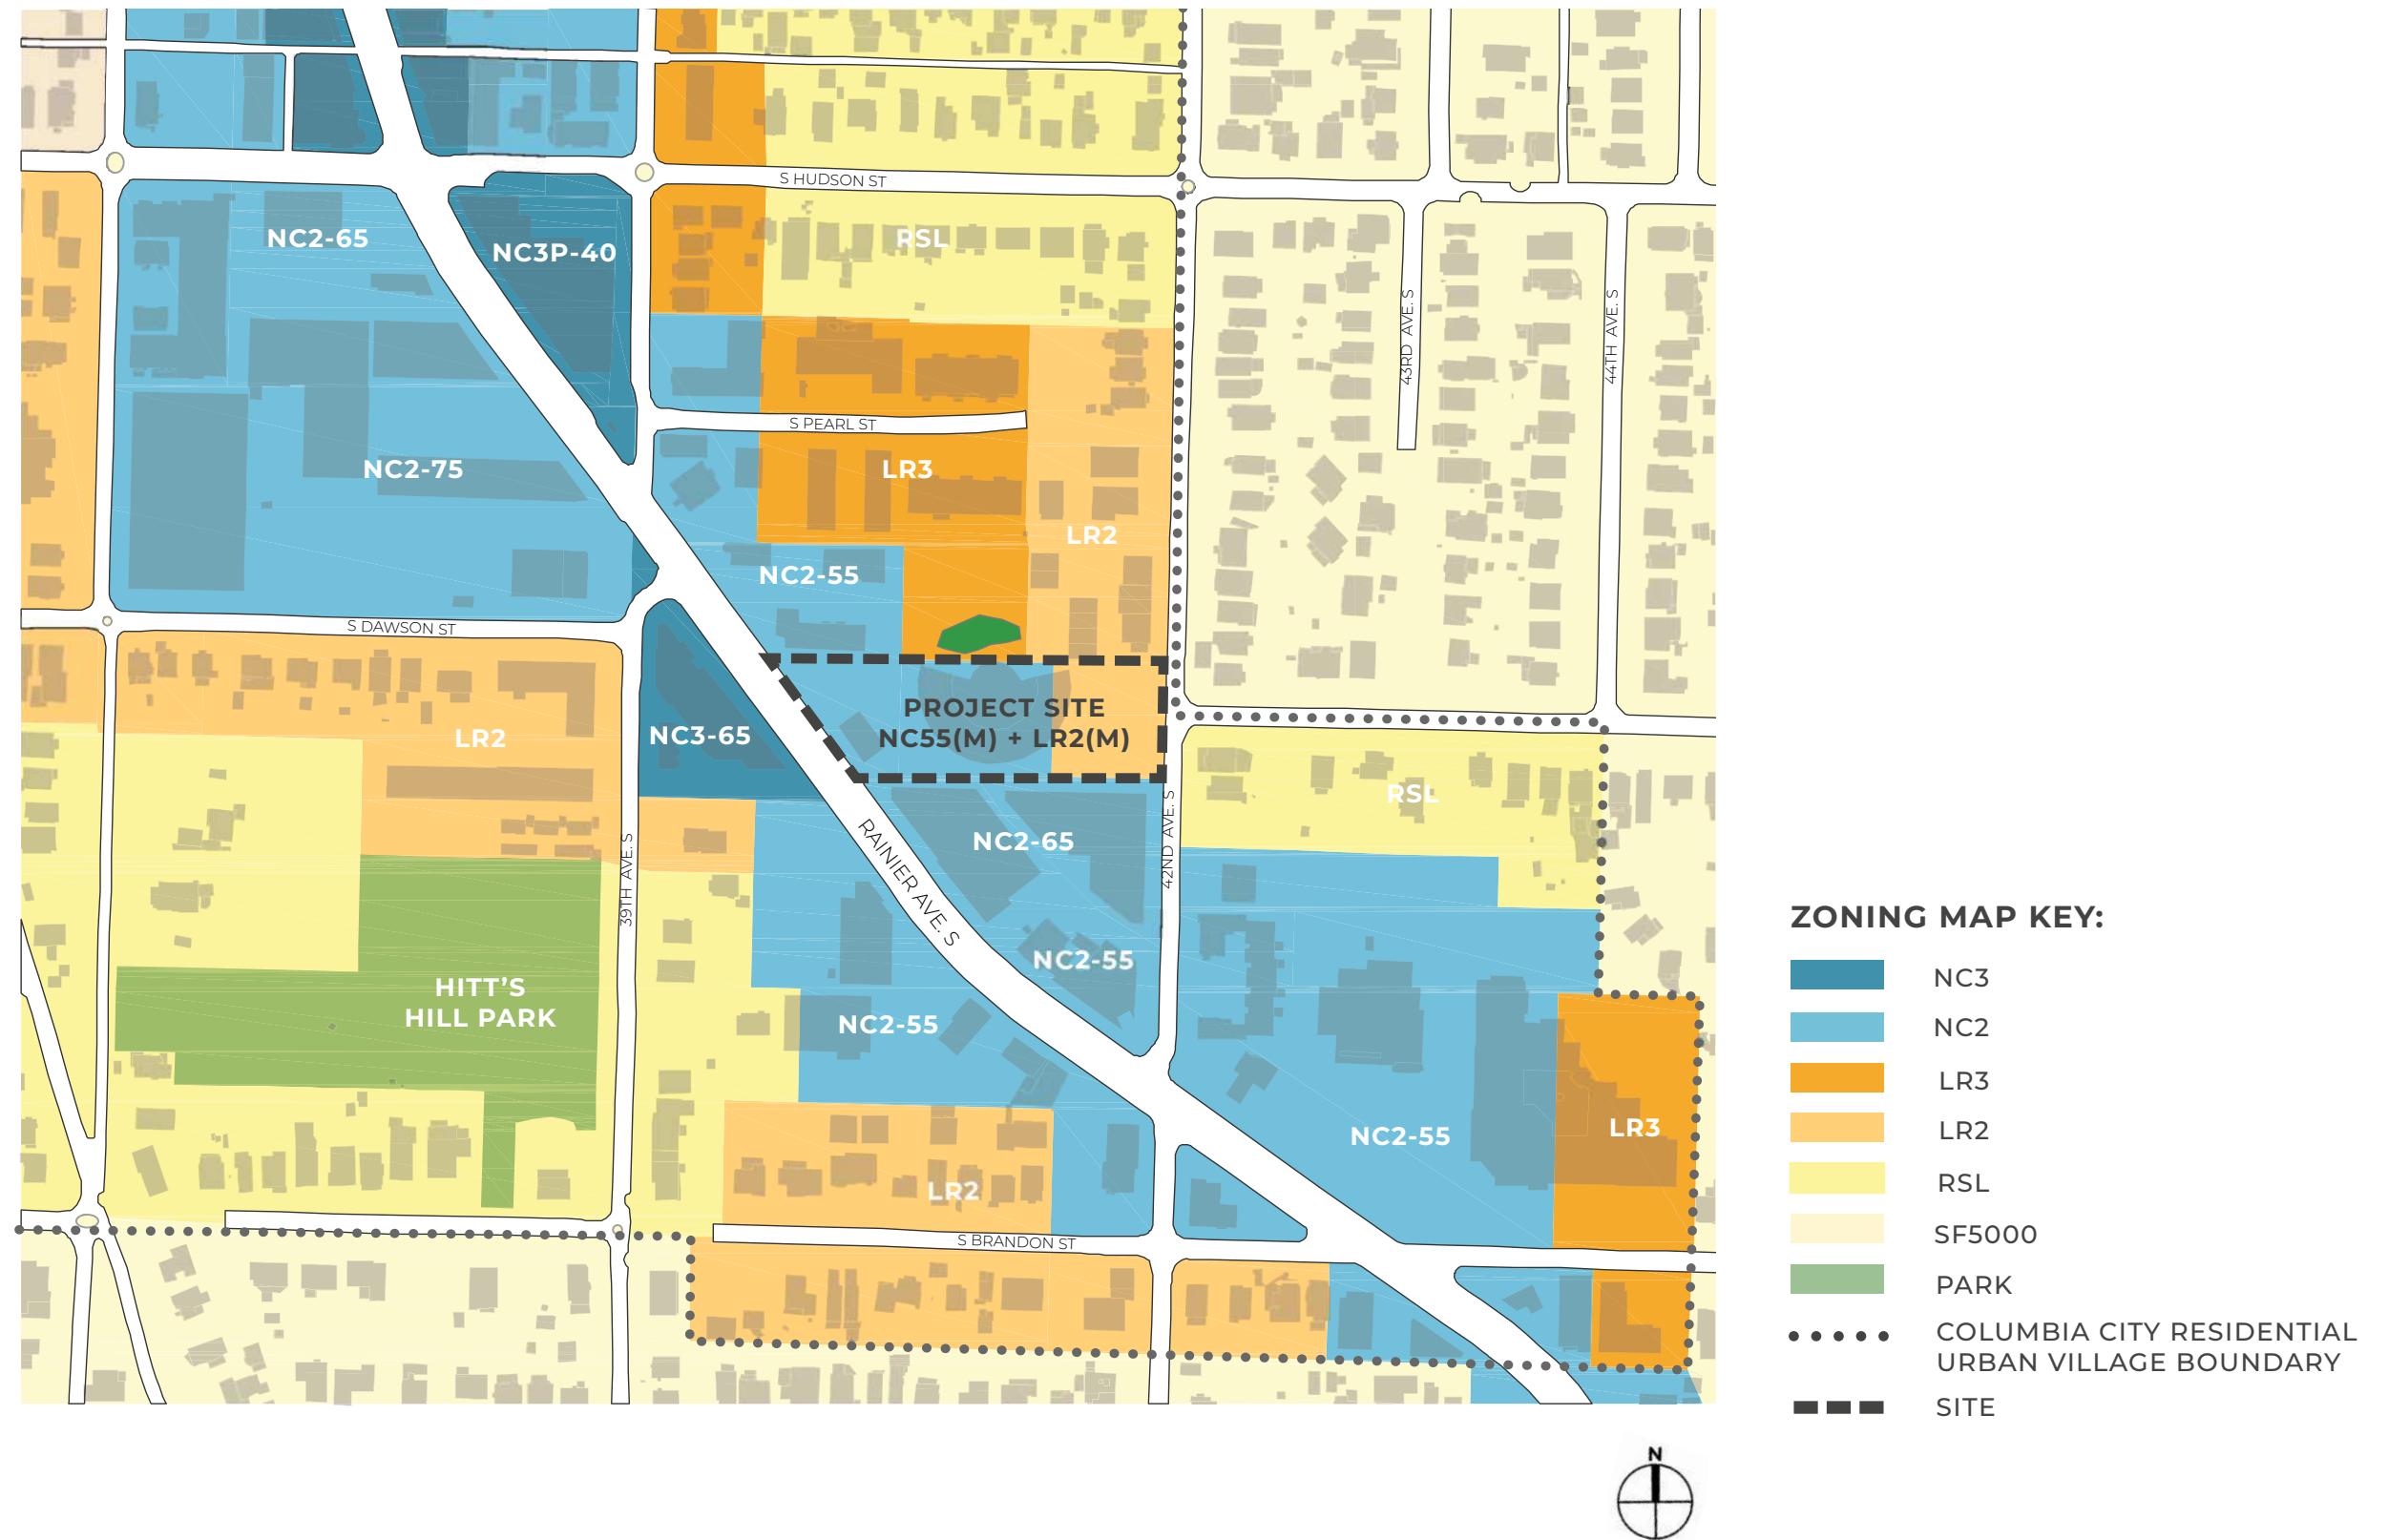 S HUDSON ST
NC2-65
NC3P-40
RSL
43RD AVE. S
44TH AVE. S
S PEARL ST
NC2-75
LR3
LR2
NC2-55
S DAWSON ST
PROJECT SITE
NC55(M) + LR2(M)
LR2
NC3-65
RSL
NC2-65
RAINIER AVE. S
42ND AVE. S
39TH AVE. S
NC2-55
HITT’S
HILL PARK
NC2-55
LR3
NC2-55
LR2
S BRANDON ST
ZONING MAP KEY:
NC3
NC2
LR3
LR2
RSL
SF5000
PARK
COLUMBIA CITY RESIDENTIAL
URBAN VILLAGE BOUNDARY
SITE
N